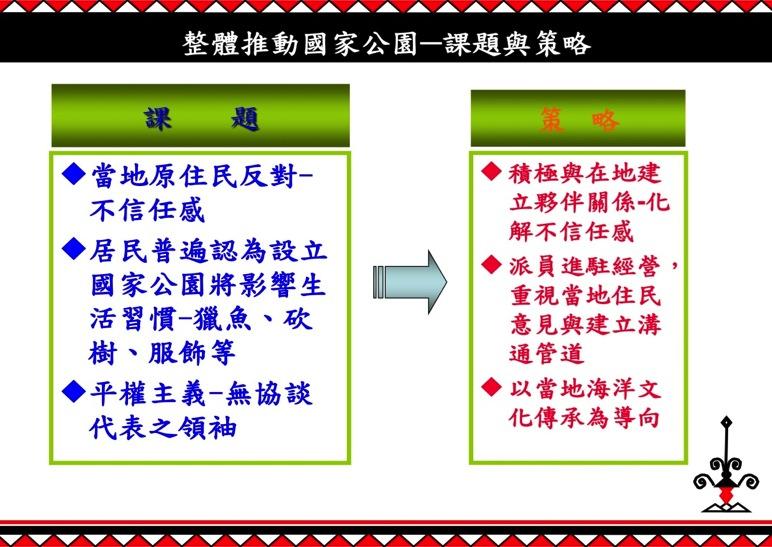 整體推動國家公園—課題與策略
課 題
◆當地原住民反對-
不信任感
◆居民普遍認為設立
國家公園將影響生
活習慣-獵魚、砍
樹、服飾等
◆平權主義-無協談
代表之領袖
策 略
◆積極與在地建
立夥伴關係-化
解不信任感
◆派員進駐經營，
重視當地住民
意見與建立溝
通管道
◆以當地海洋文
化傳承為導向